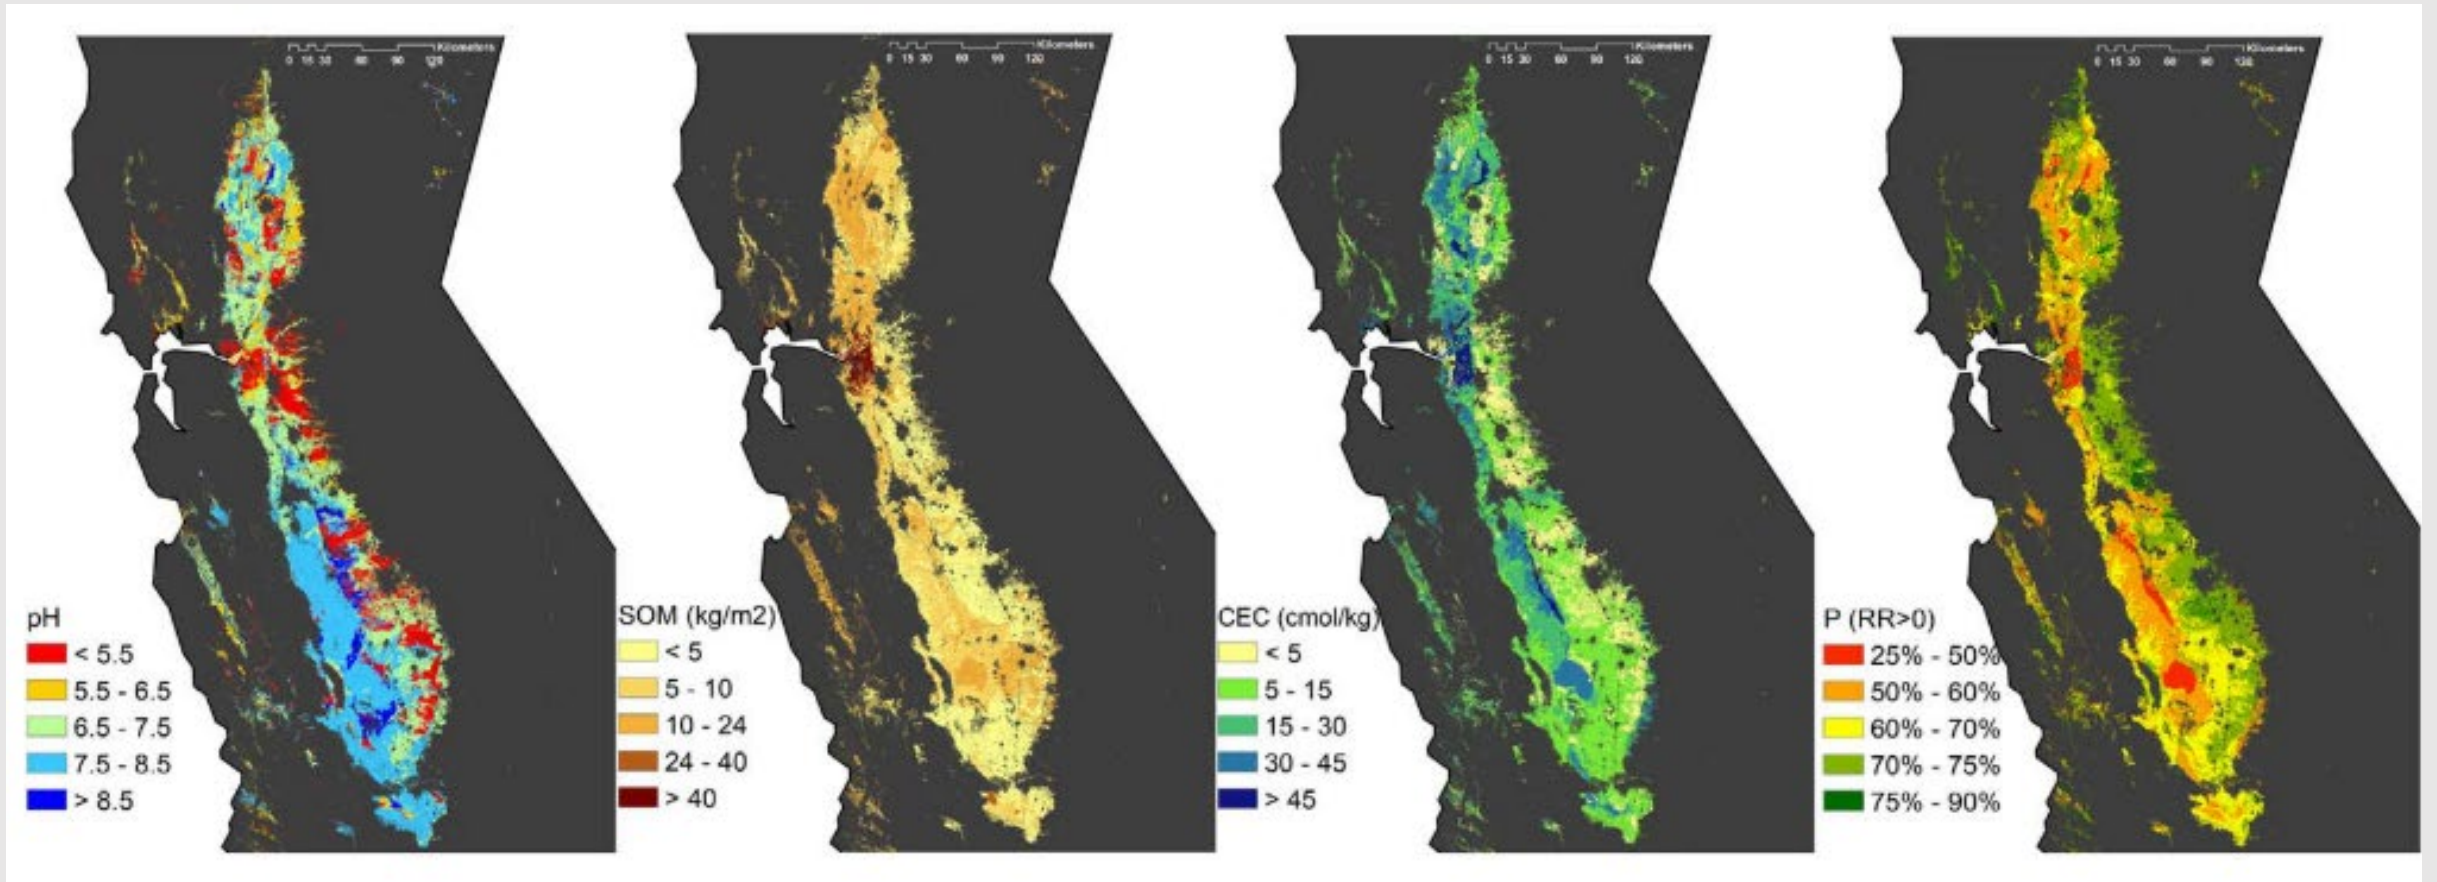 Kilometers
0 15 30 60 90 120
pH
< 5.5
5.5 - 6.5
6.5 - 7.5
7.5 - 8.5
> 8.5
Kilometers
0 15 30 60 90 120
SOM (kg/m2)
< 5
5 - 10
10 - 24
24 - 40
> 40
Kilometers
0 15 30 60 90 120
CEC (cmol/kg)
< 5
5 - 15
15 - 30
30 - 45
> 45
Kilometers
0 15 30 60 90 120
P (RR>0)
25% - 50%
50% - 60%
60% - 70%
70% - 75%
75% - 90%